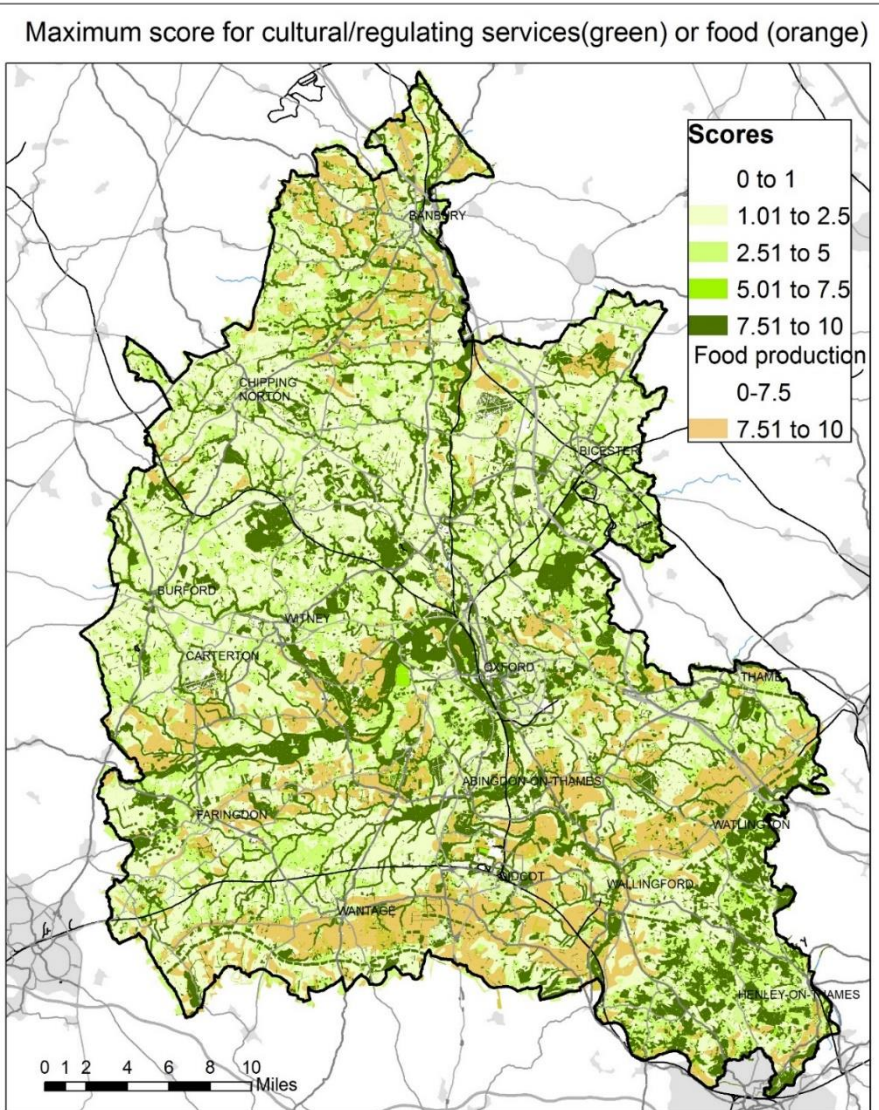 Maximum score for cultural/regulating services(green) or food (orange)
Scores
0 to 1
1.01 to 2.5
2.51 to 5
5.01 to 7.5
7.51 to 10
Food production
0-7.5
7.51 to 10
BANBURY
CHIPPING
NORTON
BICESTER
BURFORD
WITNEY
CARTERTON
OXFORD
THAME
ABINGDON-ON-THAMES
FARINGDON
WATLINGTON
DIDCOT
WALLINGFORD
WANTAGE
HENLEY-ON-THAMES
0 1 2 4 6 8 10
Miles